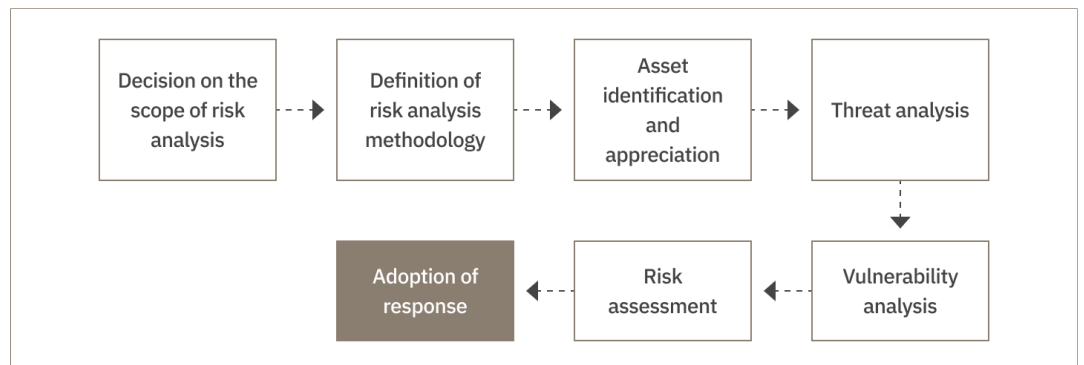 Decision on the
scope of risk
analysis
Definition of
risk analysis
methodology
Asset
identification
and
appreciation
Threat analysis
Vulnerability
analysis
Risk
assessment
Adoption of
response